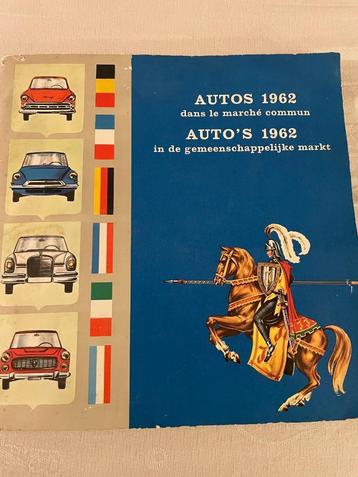 AUTOS 1962
dans le marché commun
AUTO'S 1962
in de gemeenschappelijke markt